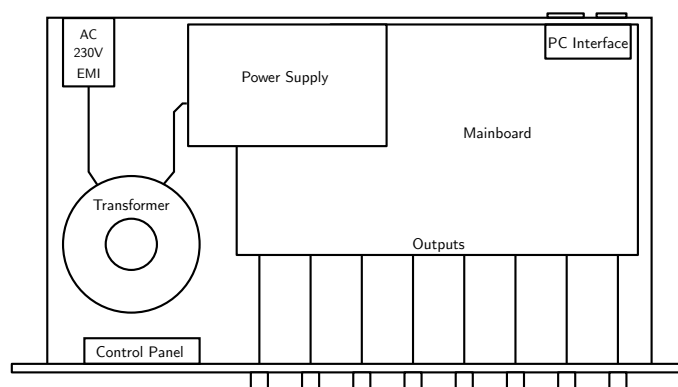 AC
230V
EMI
PC Interface
Power Supply
Mainboard
Transformer
Outputs
Control Panel